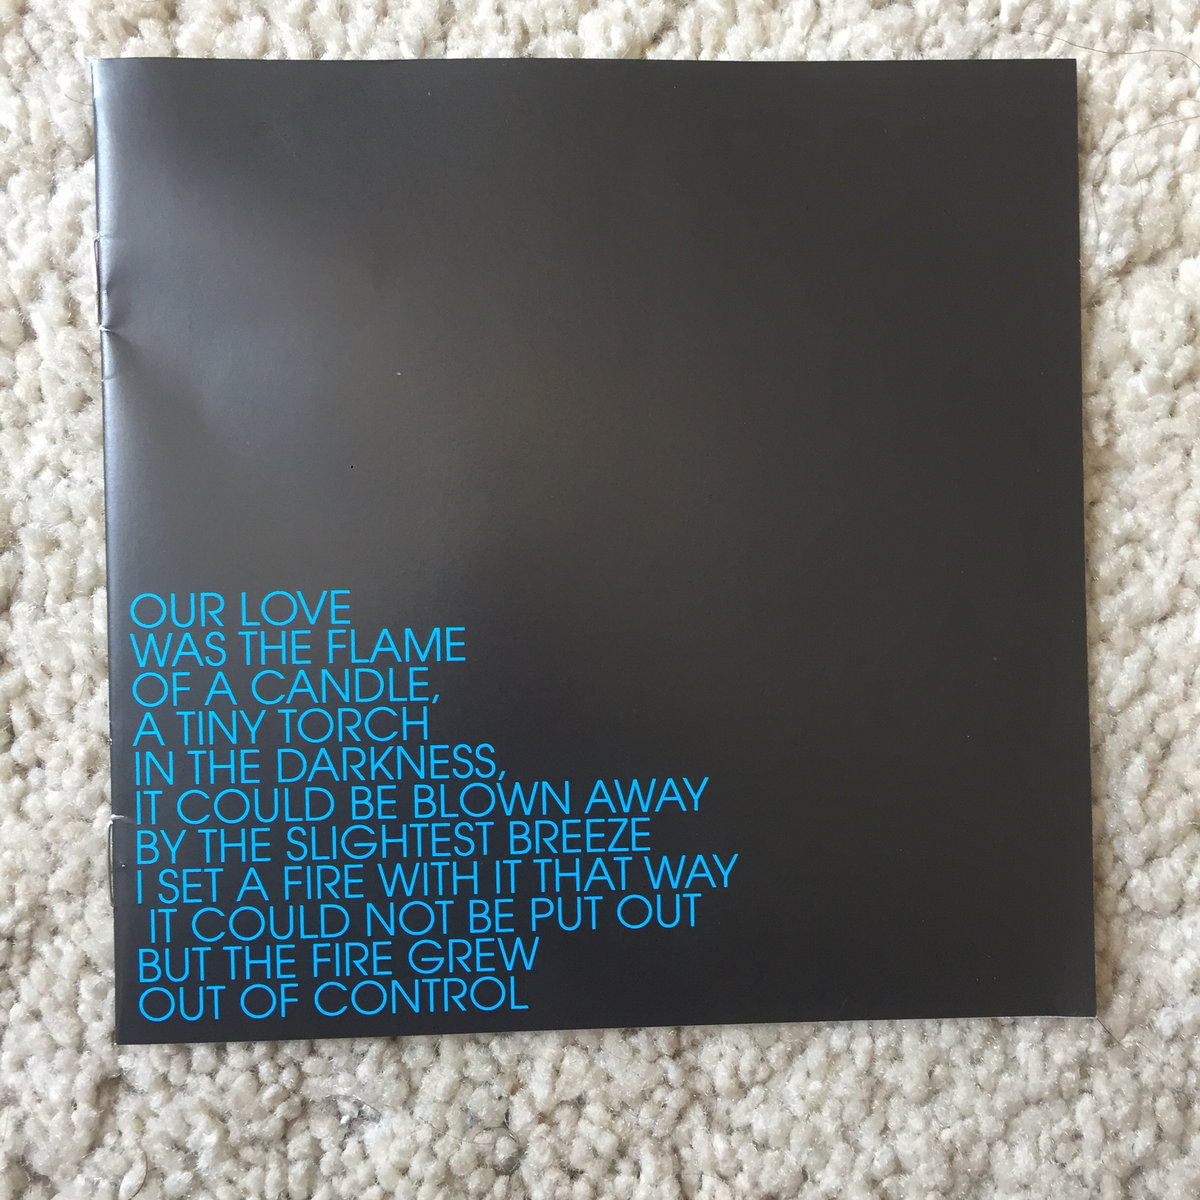 OUR LOVE
WAS THE FLAME
OF A CANDLE,
A TINY TORCH
IN THE DARKNESS,
IT COULD BE BLOWN AWAY
BY THE SLIGHTEST BREEZE
I SET A FIRE WITH IT THAT WAY
IT COULD NOT BE PUT OUT
BUT THE FIRE GREW
OUT OF CONTROL